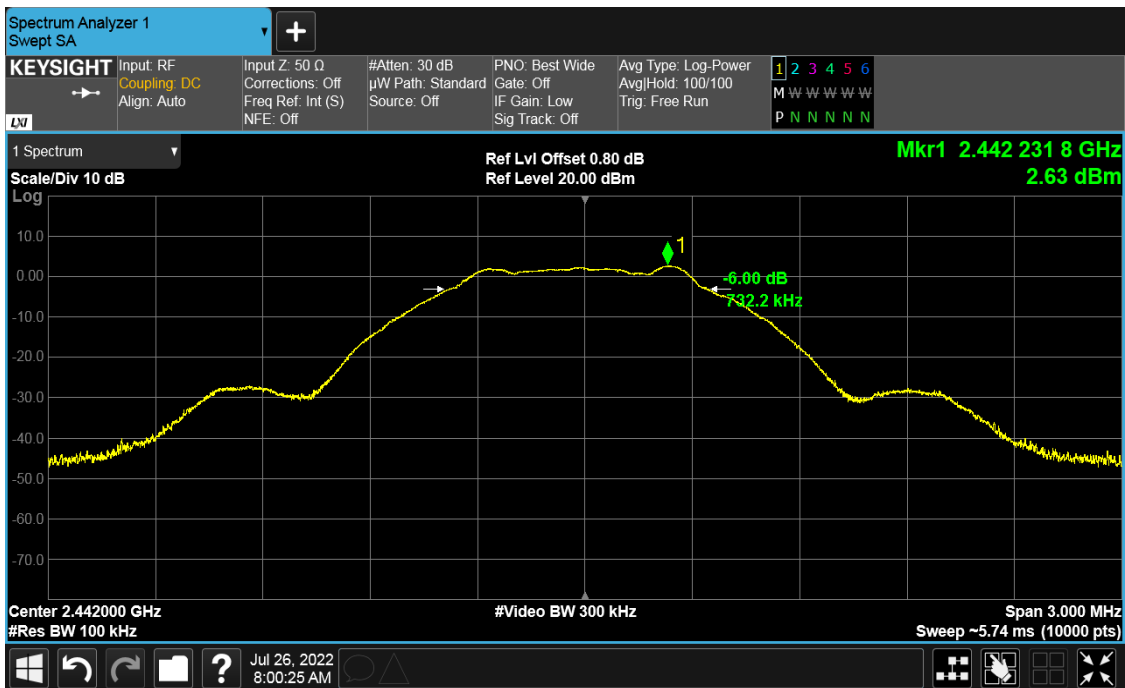 Spectrum Analyzer 1
Swept SA
+
KEYSIGHT
LXI
Input: RF
Coupling: DC
Align: Auto
Input Z: 50 Ω
Corrections: Off
Freq Ref: Int (S)
NFE: Off
#Atten: 30 dB
µW Path: Standard
Source: Off
PNO: Best Wide
Gate: Off
IF Gain: Low
Sig Track: Off
Avg Type: Log-Power
Avg|Hold: 100/100
Trig: Free Run
1 2 3 4 5 6
M W W W W W
P N N N N N
1 Spectrum
Scale/Div 10 dB
Log
Ref Lvl Offset 0.80 dB
Ref Level 20.00 dBm
Mkr1 2.442 231 8 GHz
2.63 dBm
10.0
0.00
-10.0
-20.0
-30.0
-40.0
-50.0
-60.0
-70.0
1
-6.00 dB
732.2 kHz
Center 2.442000 GHz
#Res BW 100 kHz
#Video BW 300 kHz
Span 3.000 MHz
Sweep ~5.74 ms (10000 pts)
?
Jul 26, 2022
8:00:25 AM